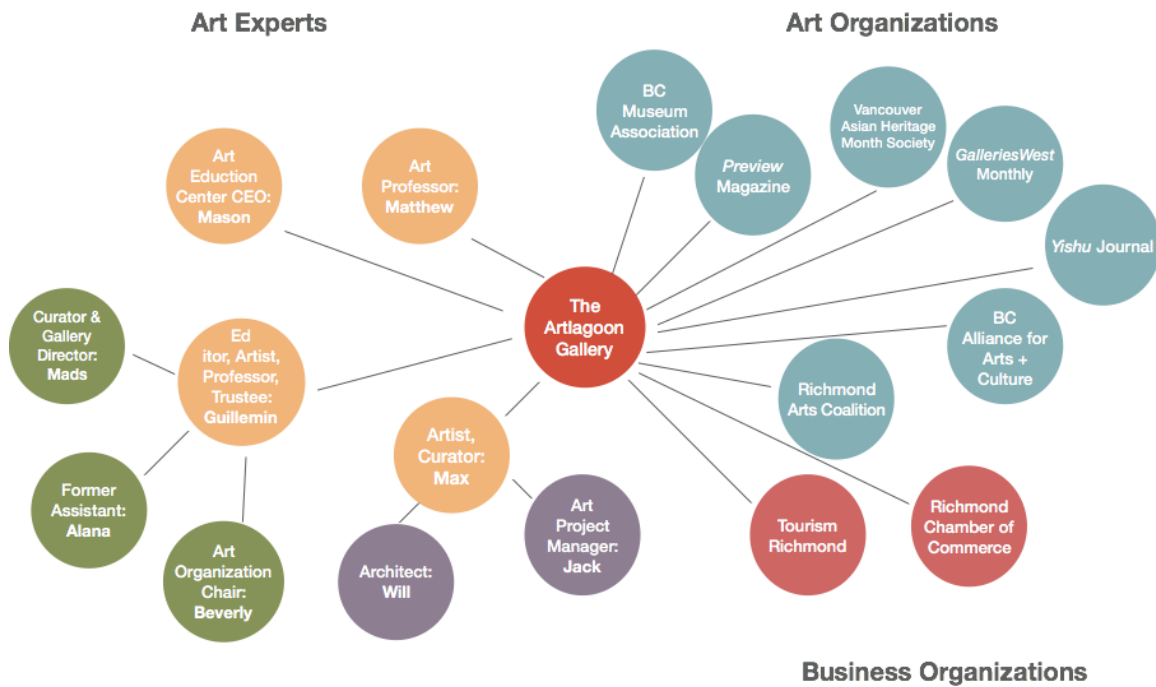 Art Experts
Art Organizations
BC
Museum
Association
Preview
Magazine
Vancouver
Asian Heritage
Month Society
GalleriesWest
Monthly
Yishu Journal
Art
Eduction
Center CEO:
Mason
Art
Professor:
Matthew
The
Artlagoon
Gallery
Curator &
Gallery
Director:
Mads
Ed
itor, Artist,
Professor,
Trustee:
Guillemin
BC
Alliance for
Arts +
Culture
Richmond
Arts Coalition
Artist,
Curator:
Max
Former
Assistant:
Alana
Art
Organization
Chair:
Beverly
Architect:
Will
Art
Project
Manager:
Jack
Tourism
Richmond
Richmond
Chamber of
Commerce
Business Organizations